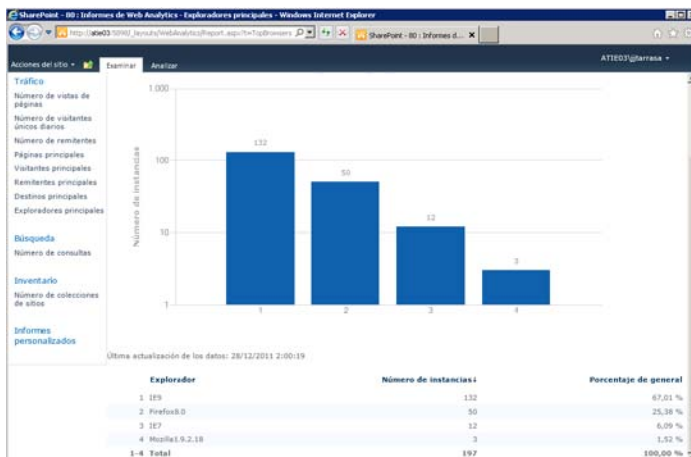 SharePoint - 80 : Informes de Web Analytics - Exploradores principales - Windows Internet Explorer
SharePoint - 80 : Informes d...
Acciones del sitio
Examinar
Analizar
ATIE03\jjtarrasa
Tráfico
Número de vistas de
páginas
Número de visitantes
únicos diarios
Número de remitentes
Páginas principales
Visitantes principales
Remitentes principales
Destinos principales
Exploradores principales
Búsqueda
Número de consultas
Inventario
Número de colecciones
de sitios
Informes
personalizados
Número de instancias
1.000
100
10
1
132
50
12
3
1 2 3 4
Última actualización de los datos: 28/12/2011 2:00:19
Explorador Número de instancias↓ Porcentaje de general
1 IE9 132 67,01 %
2 Firefox8.0 50 25,38 %
3 IE7 12 6,09 %
4 Mozilla1.9.2.18 3 1,52 %
1-4 Total 197 100,00 %